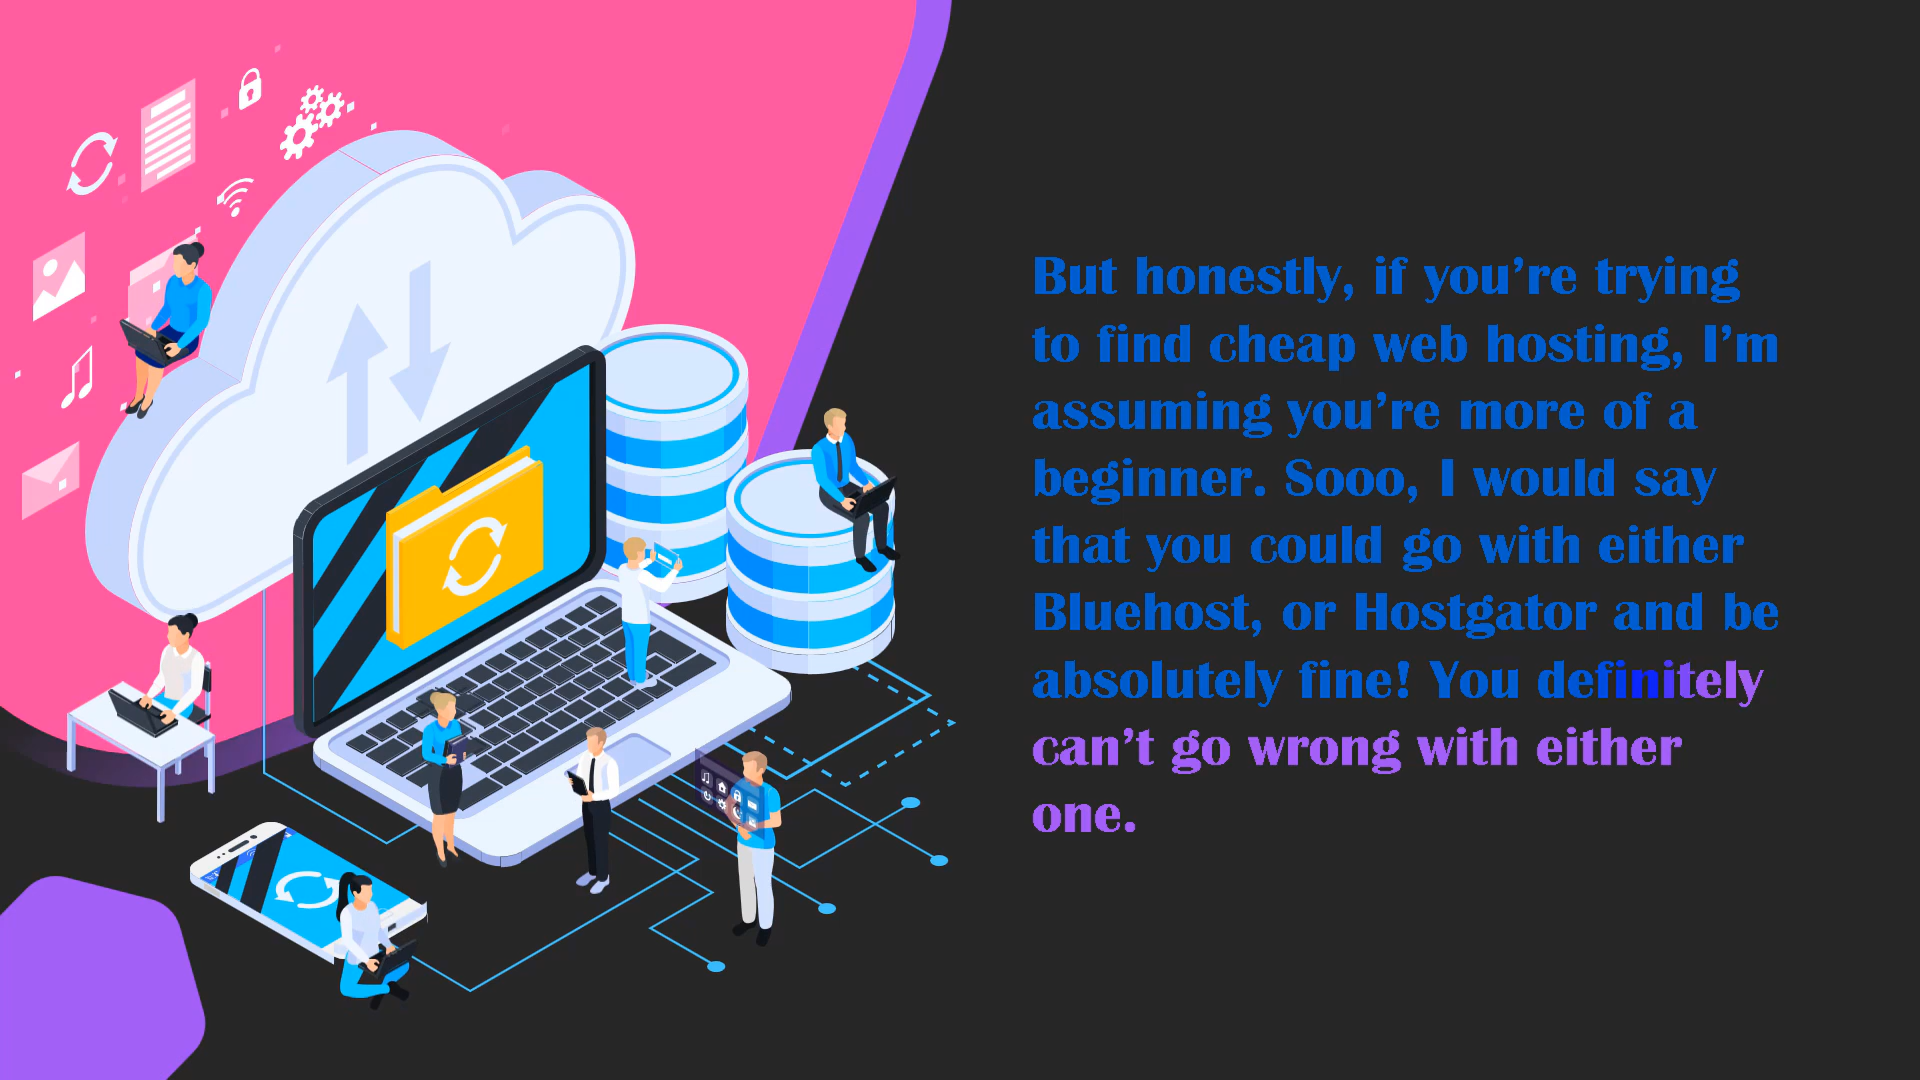 But honestly, if you’re trying
to find cheap web hosting, I’m
assuming you’re more of a
beginner. Sooo, I would say
that you could go with either
Bluehost, or Hostgator and be
absolutely fine! You definitely
can’t go wrong with either
one.